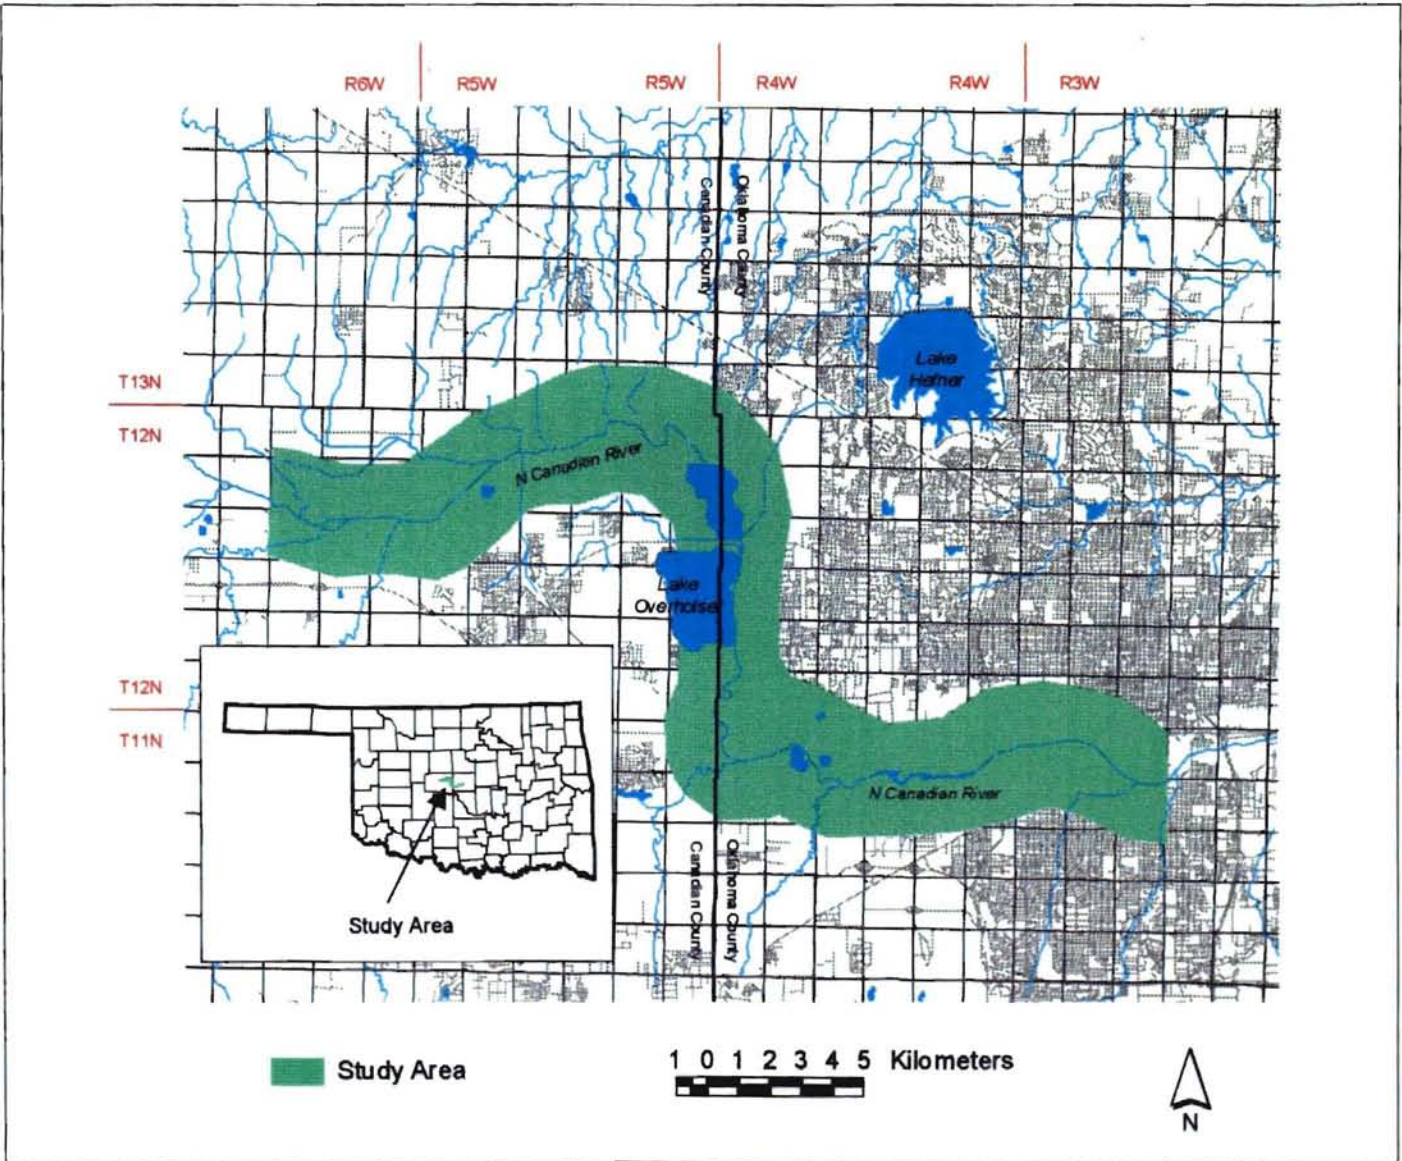 R6W R5W R5W R4W R4W R3W
Oklahoma County
Canadian County
Lake
Hefner
T13N
T12N
N Canadian River
Lake
Overholser
T12N
T11N
N Canadian River
Oklahoma County
Canadian County
Study Area
Study Area
1 0 1 2 3 4 5 Kilometers
N